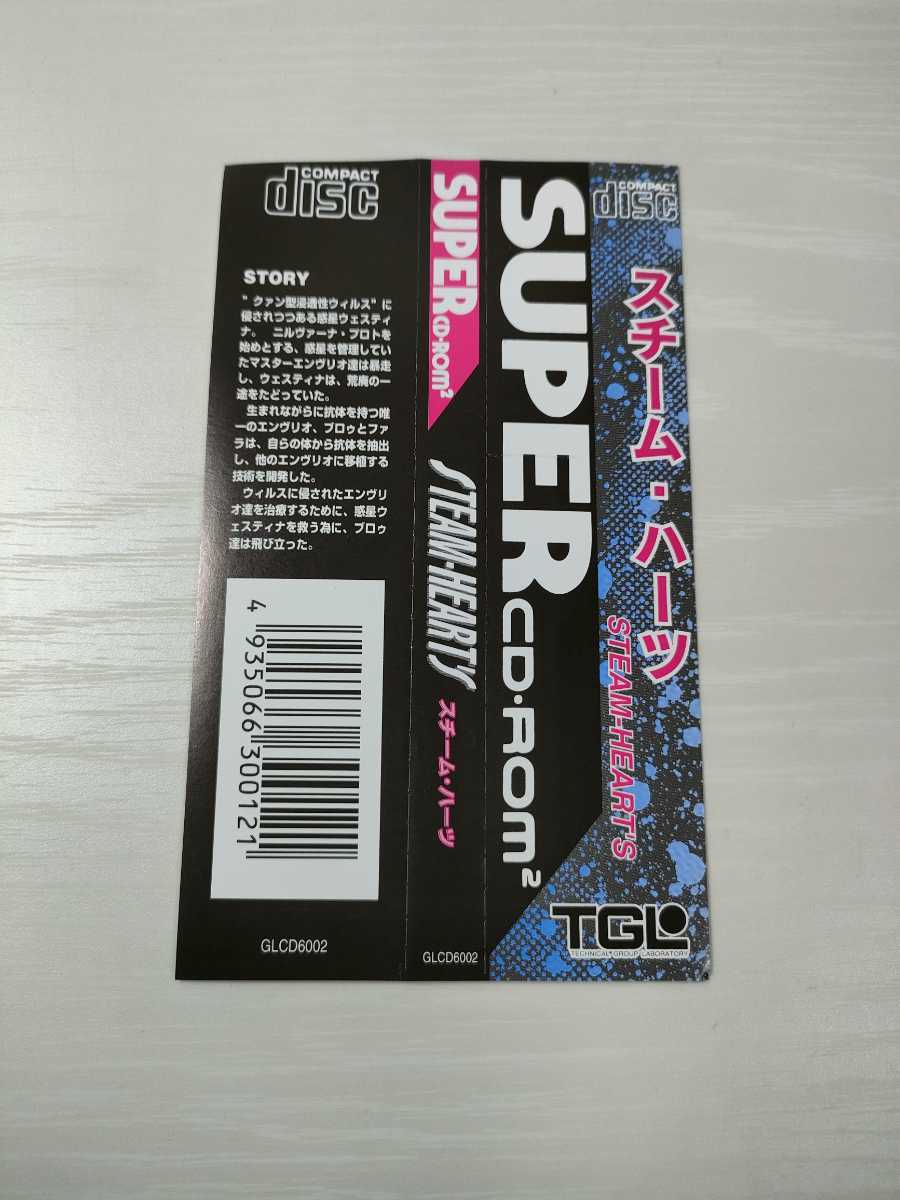 COMPACT
disc
STORY
"クァン型浸透性ウィルス"に
侵されつつある惑星ウェスティ
ナ。 ニルヴァーナ・プロトを
始めとする、惑星を管理してい
たマスターエンヴリオ達は暴走
し、ウェスティナは、荒廃の一
途をたどっていた。
生まれながらに抗体を持つ唯
一のエンヴリオ、ブロゥとファ
ラは、自らの体から抗体を抽出
し、他のエンヴリオに移植する
技術を開発した。
ウィルスに侵されたエンヴリ
オ達を治療するために、惑星ウ
ェスティナを救う為に、ブロゥ
達は飛び立った。
4 935066 300121
GLCD6002
SUPER CD-ROM²
STEAM-HEART'S
スチーム・ハーツ
GLCD6002
SUPER CD-ROM²
COMPACT
disc
スチーム・ハーツ
STEAM-HEART'S
TGL
TECHNICAL GROUP LABORATORY